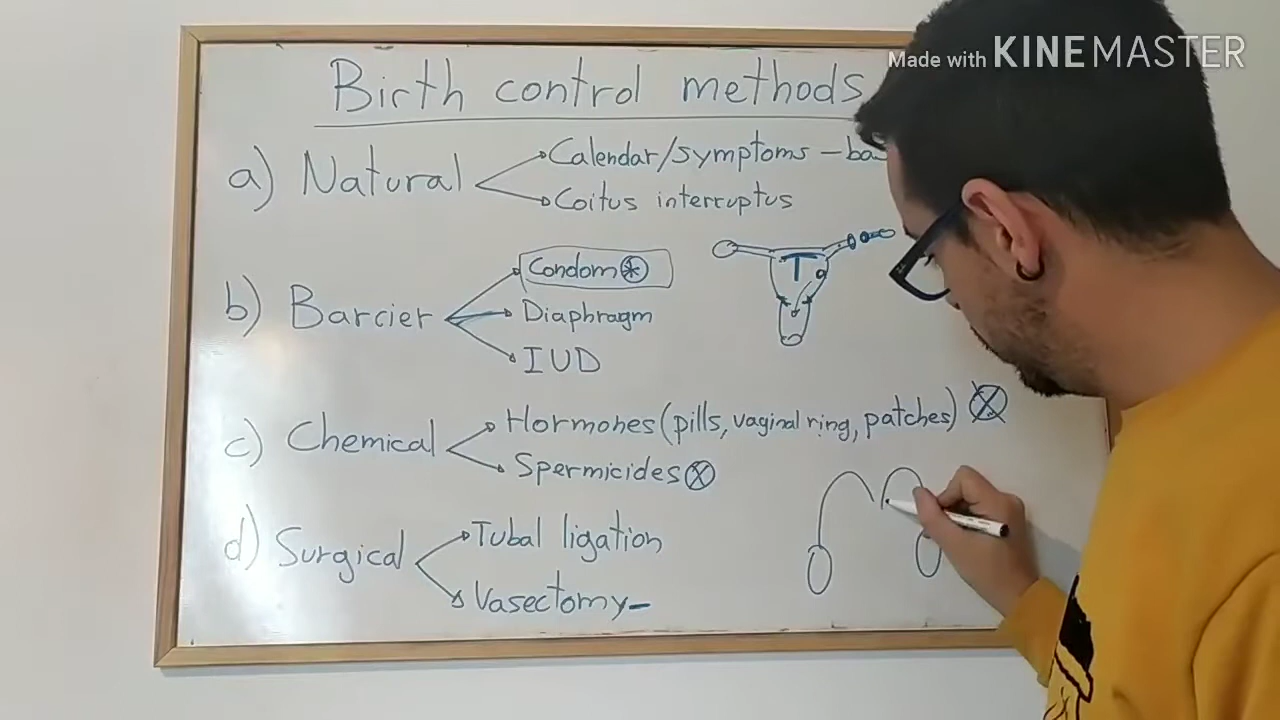 Made with KINEMASTER
Birth control methods
a) Natural
Calendar/symptoms - ba
Coitus interruptus
b) Barrier
Condom
Diaphragm
IUD
T
c) Chemical
Hormones (pills, vaginal ring, patches)
Spermicides
d) Surgical
Tubal ligation
Vasectomy-